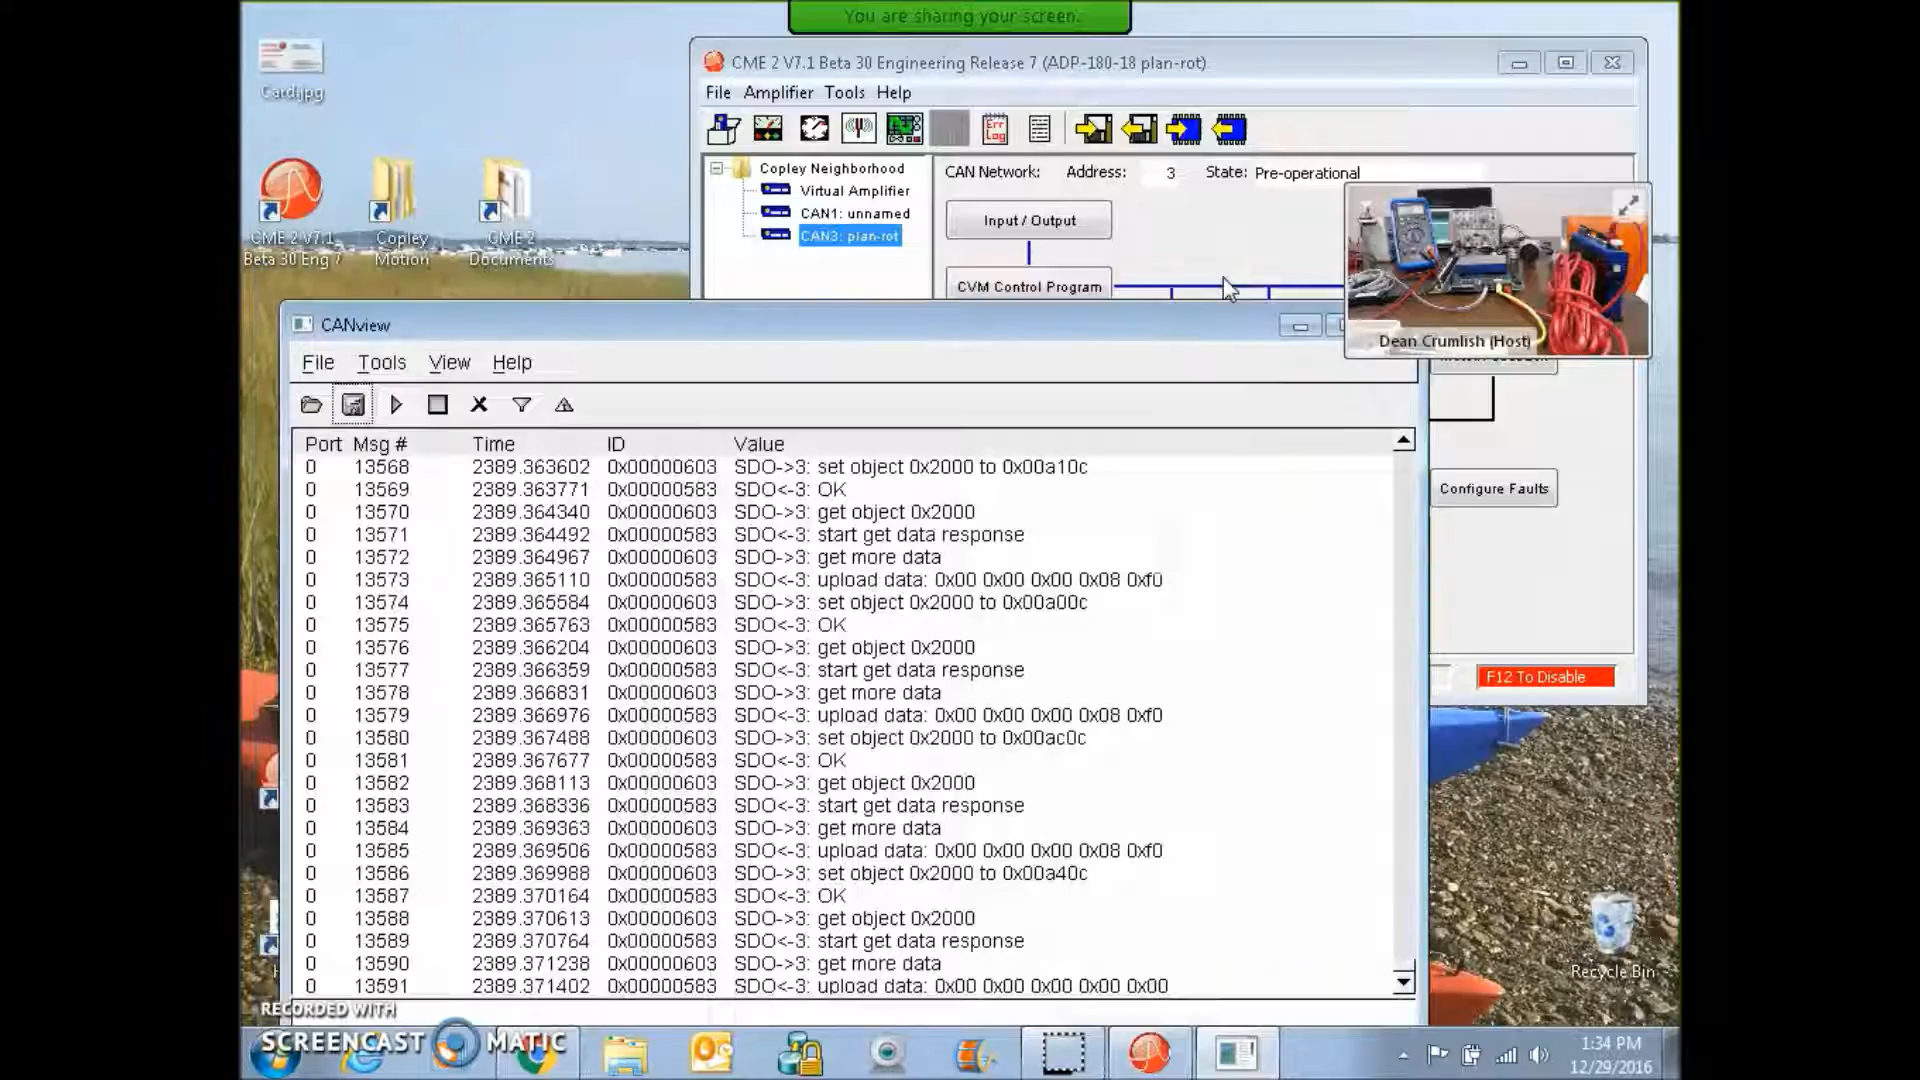 You are sharing your screen.
Card.jpg
CME 2 V7.1 Beta 30 Engineering Release 7 (ADP-180-18 plan-rot)
File Amplifier Tools Help
Err Log
Copley Neighborhood
Virtual Amplifier
CAN1: unnamed
CAN3: plan-rot
CAN Network: Address: 3 State: Pre-operational
Input / Output
CVM Control Program
CME 2 V7.1
Beta 30 Eng 7
Copley
Motion
CME 2
Documents
Dean Crumlish (Host)
Configure Faults
F12 To Disable
CANview
File Tools View Help
Port Msg # Time ID Value
0 13568 2389.363602 0x00000603 SDO->3: set object 0x2000 to 0x00a10c
0 13569 2389.363771 0x00000583 SDO<-3: OK
0 13570 2389.364340 0x00000603 SDO->3: get object 0x2000
0 13571 2389.364492 0x00000583 SDO<-3: start get data response
0 13572 2389.364967 0x00000603 SDO->3: get more data
0 13573 2389.365110 0x00000583 SDO<-3: upload data: 0x00 0x00 0x00 0x08 0xf0
0 13574 2389.365584 0x00000603 SDO->3: set object 0x2000 to 0x00a00c
0 13575 2389.365763 0x00000583 SDO<-3: OK
0 13576 2389.366204 0x00000603 SDO->3: get object 0x2000
0 13577 2389.366359 0x00000583 SDO<-3: start get data response
0 13578 2389.366831 0x00000603 SDO->3: get more data
0 13579 2389.366976 0x00000583 SDO<-3: upload data: 0x00 0x00 0x00 0x08 0xf0
0 13580 2389.367488 0x00000603 SDO->3: set object 0x2000 to 0x00ac0c
0 13581 2389.367677 0x00000583 SDO<-3: OK
0 13582 2389.368113 0x00000603 SDO->3: get object 0x2000
0 13583 2389.368336 0x00000583 SDO<-3: start get data response
0 13584 2389.369363 0x00000603 SDO->3: get more data
0 13585 2389.369506 0x00000583 SDO<-3: upload data: 0x00 0x00 0x00 0x08 0xf0
0 13586 2389.369988 0x00000603 SDO->3: set object 0x2000 to 0x00a40c
0 13587 2389.370164 0x00000583 SDO<-3: OK
0 13588 2389.370613 0x00000603 SDO->3: get object 0x2000
0 13589 2389.370764 0x00000583 SDO<-3: start get data response
0 13590 2389.371238 0x00000603 SDO->3: get more data
0 13591 2389.371402 0x00000583 SDO<-3: upload data: 0x00 0x00 0x00 0x00 0x00
Recycle Bin
RECORDED WITH
SCREENCAST MATIC
1:34 PM
12/29/2016